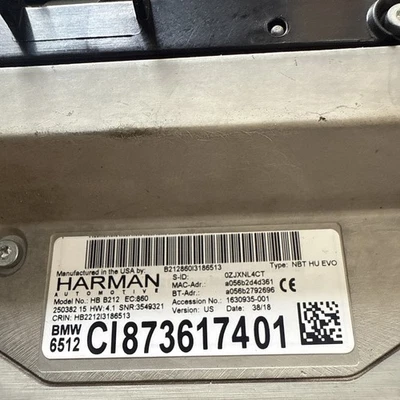 Manufactured in the USA by:
B212860I3186513
Type: NBT HU EVO
HARMAN
AUTOMOTIVE
S-ID: 0ZJXNL4CT
MAC-Adr.: a056b2d4d361
BT-Adr.: a056b2792696
Model No.: HB B212 EC:860
Accession No.: 1630935-001
250382 15 HW: 4.1 SNR:3549321
Version: US Date: 38/18
CRIN: HB2212I3186513
BMW
6512 CI873617401